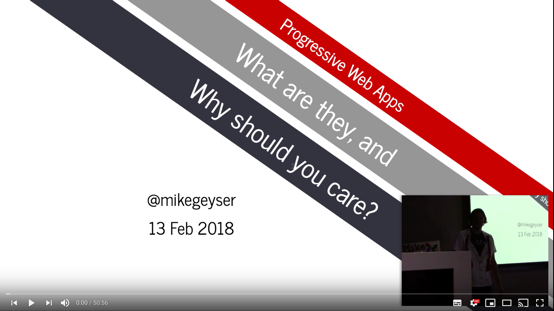 Progressive Web Apps
What are they, and
Why should you care?
@mikegeyser
13 Feb 2018
@mikegeyser
13 Feb 2018
0:00 / 50:56